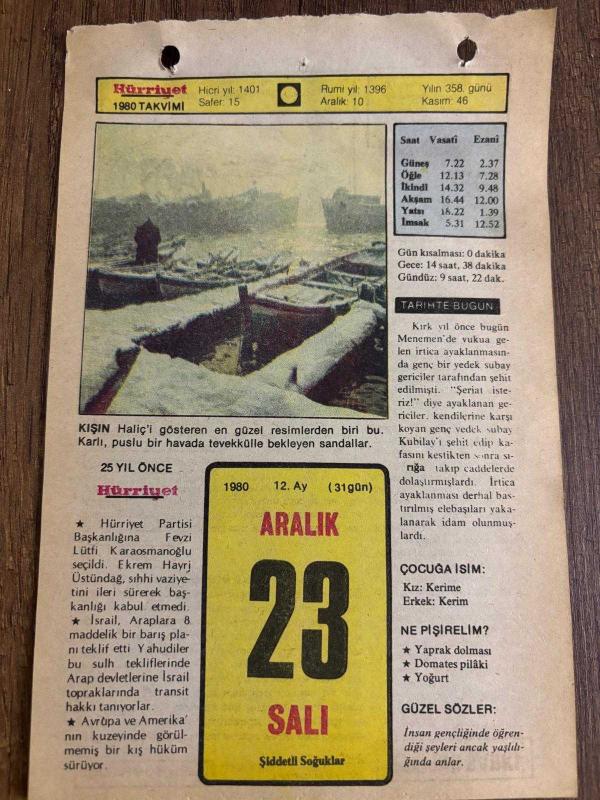 Hürriyet
1980 TAKVİMİ
Hicri yıl: 1401
Safer: 15
Rumi yıl: 1396
Aralık: 10
Yılın 358. günü
Kasım: 46
Saat Vasatî Ezanî
Güneş 7.22 2.37
Öğle 12.13 7.28
İkindi 14.32 9.48
Akşam 16.44 12.00
Yatsı 18.22 1.39
İmsak 5.31 12.52
Gün kısalması: 0 dakika
Gece: 14 saat, 38 dakika
Gündüz: 9 saat, 22 dak.
KIŞIN Haliç'i gösteren en güzel resimlerden biri bu.
Karlı, puslu bir havada tevekkülle bekleyen sandallar.
TARİHTE BUGÜN
Kırk yıl önce bugün
Menemen'de vukua ge-
len irtica ayaklanmasın-
da genç bir yedek subay
gericiler tarafından şehit
edilmişti. "Şeriat iste-
riz!" diye ayaklanan ge-
riciler, kendilerine karşı
koyan genç yedek subay
Kubilay'ı şehit edip ka-
fasını kestikten sonra sı-
rığa takıp caddelerde
dolaştırmışlardı. İrtica
ayaklanması derhal bas-
tırılmış elebaşıları yaka-
lanarak idam olunmuş-
lardı.
25 YIL ÖNCE
Hürriyet
★ Hürriyet Partisi
Başkanlığına Fevzi
Lütfi Karaosmanoğlu
seçildi. Ekrem Hayri
Üstündağ, sıhhi vaziye-
tini ileri sürerek baş-
kanlığı kabul etmedi.
★ İsrail, Araplara 8
maddelik bir barış pla-
nı teklif etti Yahudiler
bu sulh tekliflerinde
Arap devletlerine İsrail
topraklarında transit
hakkı tanıyorlar.
★ Avrupa ve Amerika'
nın kuzeyinde görül-
memiş bir kış hüküm
sürüyor.
1980 12. Ay (31gün)
ARALIK
23
SALI
Şiddetli Soğuklar
ÇOCUĞA İSİM:
Kız: Kerime
Erkek: Kerim
NE PİŞİRELİM?
★ Yaprak dolması
★ Domates pilâki
★ Yoğurt
GÜZEL SÖZLER:
İnsan gençliğinde öğren-
diği şeyleri ancak yaşlılı-
ğında anlar.